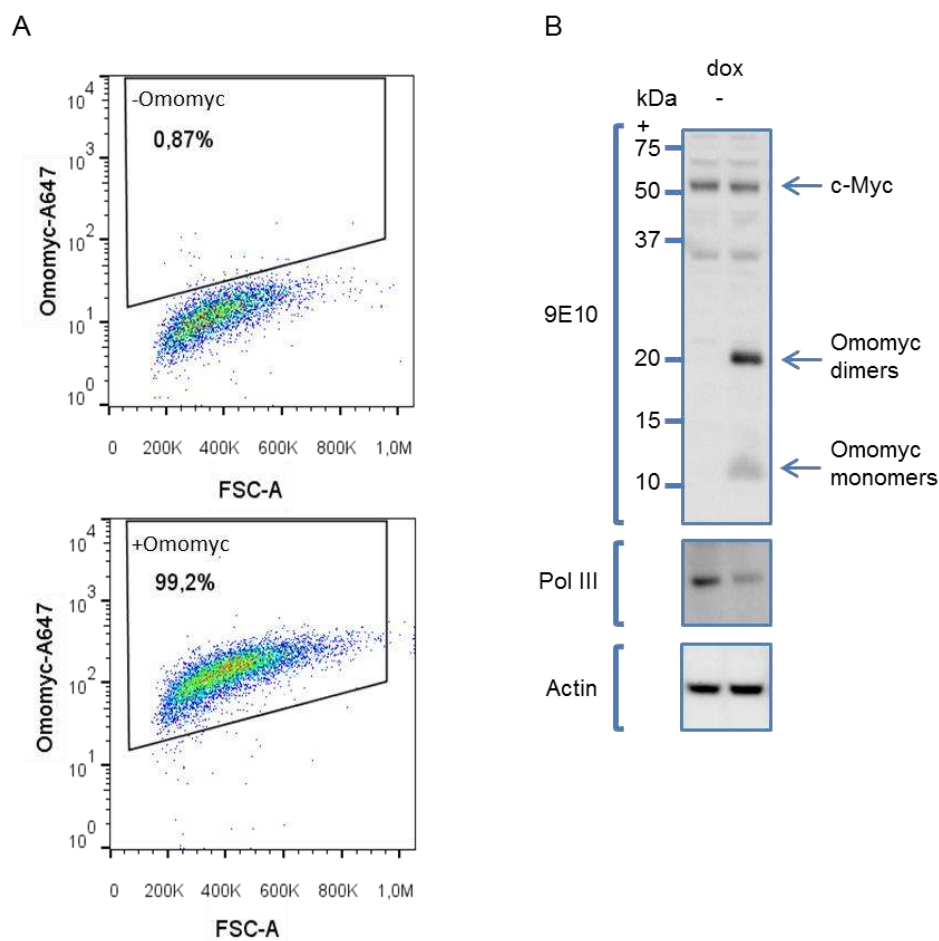 A
10^4
-Omomyc
0,87%
10^3
10^2
10^1
10^0
Omomyc-A647
0 200K 400K 600K 800K 1,0M
FSC-A
10^4
+Omomyc
99,2%
10^3
10^2
10^1
10^0
Omomyc-A647
0 200K 400K 600K 800K 1,0M
FSC-A
B
dox
kDa -
+
75
50
37
20
15
10
9E10
c-Myc
Omomyc
dimers
Omomyc
monomers
Pol III
Actin